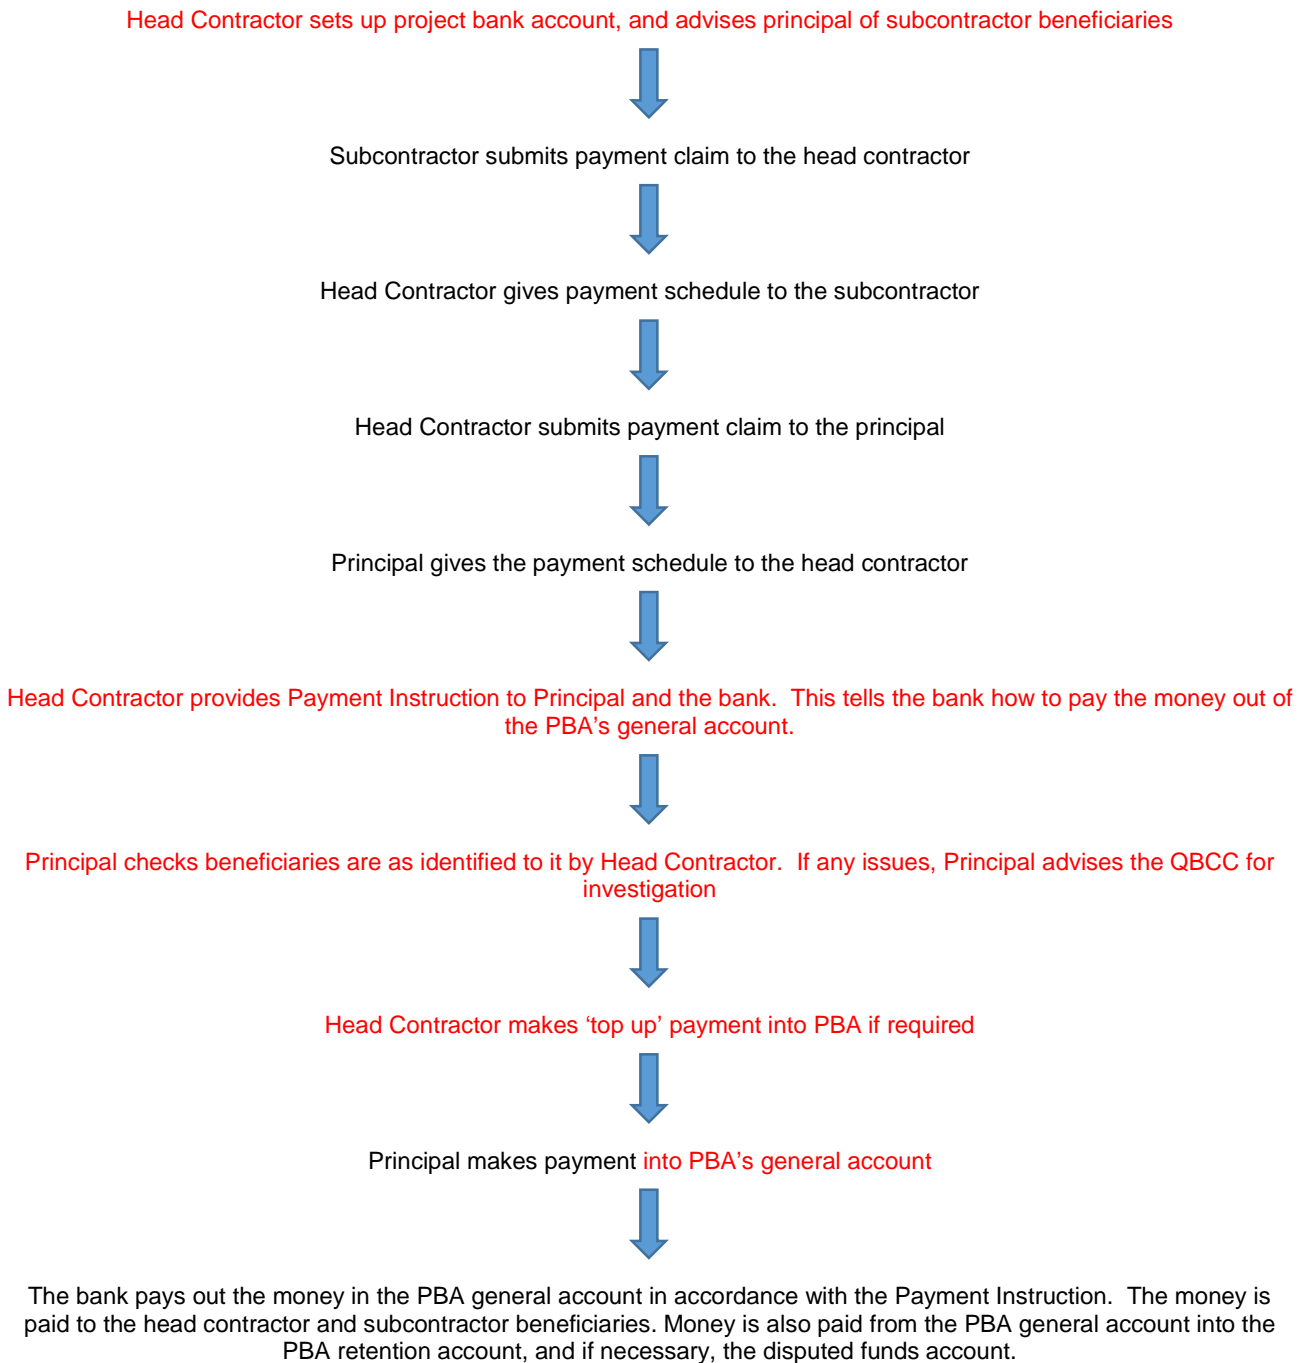 Head Contractor sets up project bank account, and advises principal of subcontractor beneficiaries
Subcontractor submits payment claim to the head contractor
Head Contractor gives payment schedule to the subcontractor
Head Contractor submits payment claim to the principal
Principal gives the payment schedule to the head contractor
Head Contractor provides Payment Instruction to Principal and the bank.  This tells the bank how to pay the money out of
the PBA’s general account.
Principal checks beneficiaries are as identified to it by Head Contractor.  If any issues, Principal advises the QBCC for
investigation
Head Contractor makes ‘top up’ payment into PBA if required
Principal makes payment into PBA’s general account
The bank pays out the money in the PBA general account in accordance with the Payment Instruction.  The money is
paid to the head contractor and subcontractor beneficiaries. Money is also paid from the PBA general account into the
PBA retention account, and if necessary, the disputed funds account.